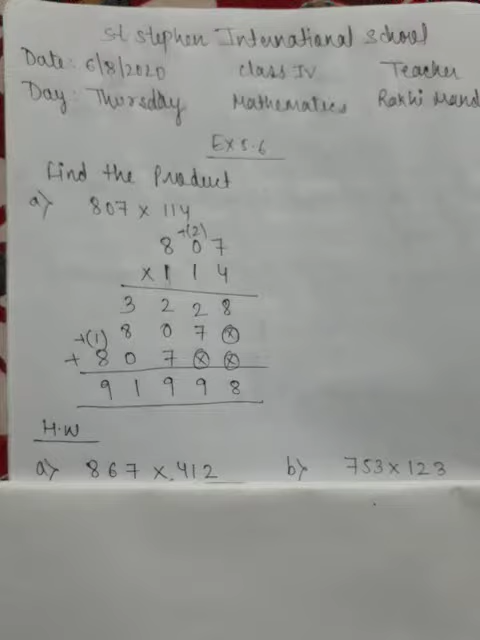 St Stephen International School
Date: 6/8/2020 Class IV Teacher
Day: Thursday Mathematics Rakhi Mand
Ex 5.6
Find the Product
a) 807 × 114
+(2)
8 0 7
× 1 1 4
3 2 2 8
+(1) 8 0 7 ⓧ
+ 8 0 7 ⓧ ⓧ
9 1 9 9 8
H.W
a) 867 × 412 b) 753 × 123